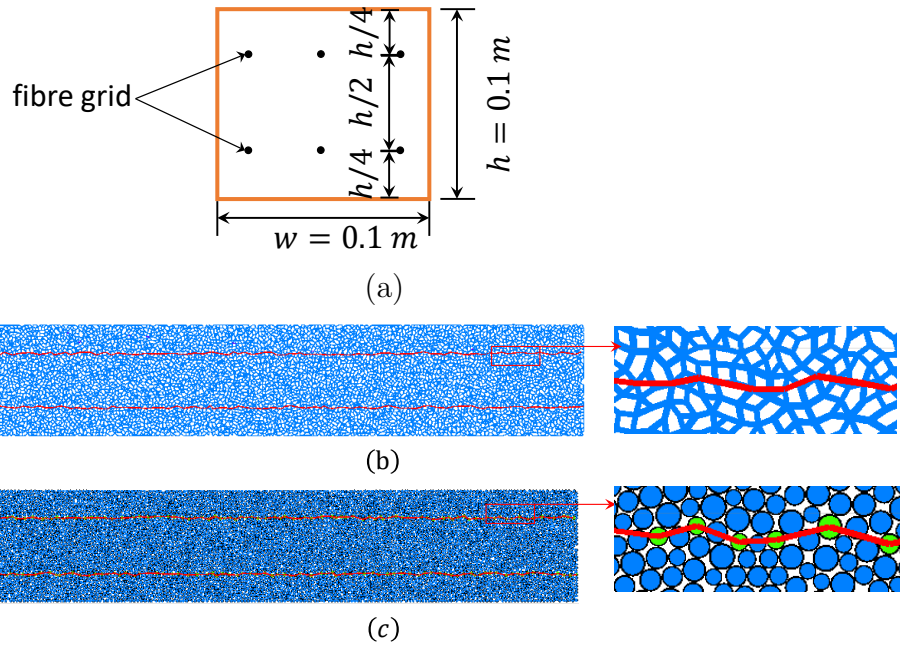 h/4
fibre grid
h/2
h = 0.1 m
h/4
w = 0.1 m
(a)
(b)
(c)